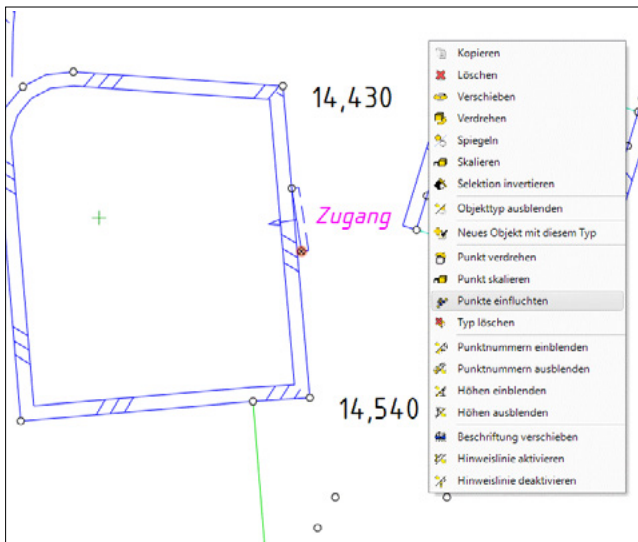 14,430
Zugang
14,540
Kopieren
Löschen
Verschieben
Verdrehen
Spiegeln
Skalieren
Selektion invertieren
Objekttyp ausblenden
Neues Objekt mit diesem Typ
Punkt verdrehen
Punkt skalieren
Punkte einfluchten
Typ löschen
Punktnummern einblenden
Punktnummern ausblenden
Höhen einblenden
Höhen ausblenden
Beschriftung verschieben
Hinweislinie aktivieren
Hinweislinie deaktivieren